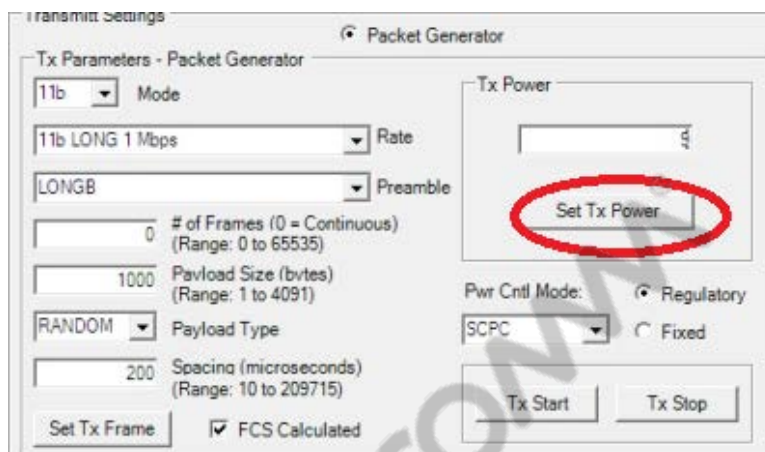 Transmitt Settings
Packet Generator
Tx Parameters - Packet Generator
11b Mode
11b LONG 1 Mbps Rate
LONGB Preamble
0 # of Frames (0 = Continuous)
(Range: 0 to 65535)
1000 Payload Size (bytes)
(Range: 1 to 4091)
RANDOM Payload Type
200 Spacing (microseconds)
(Range: 10 to 209715)
Set Tx Frame FCS Calculated
Tx Power
Set Tx Power
Pwr Cntl Mode: Regulatory
SCPC Fixed
Tx Start Tx Stop